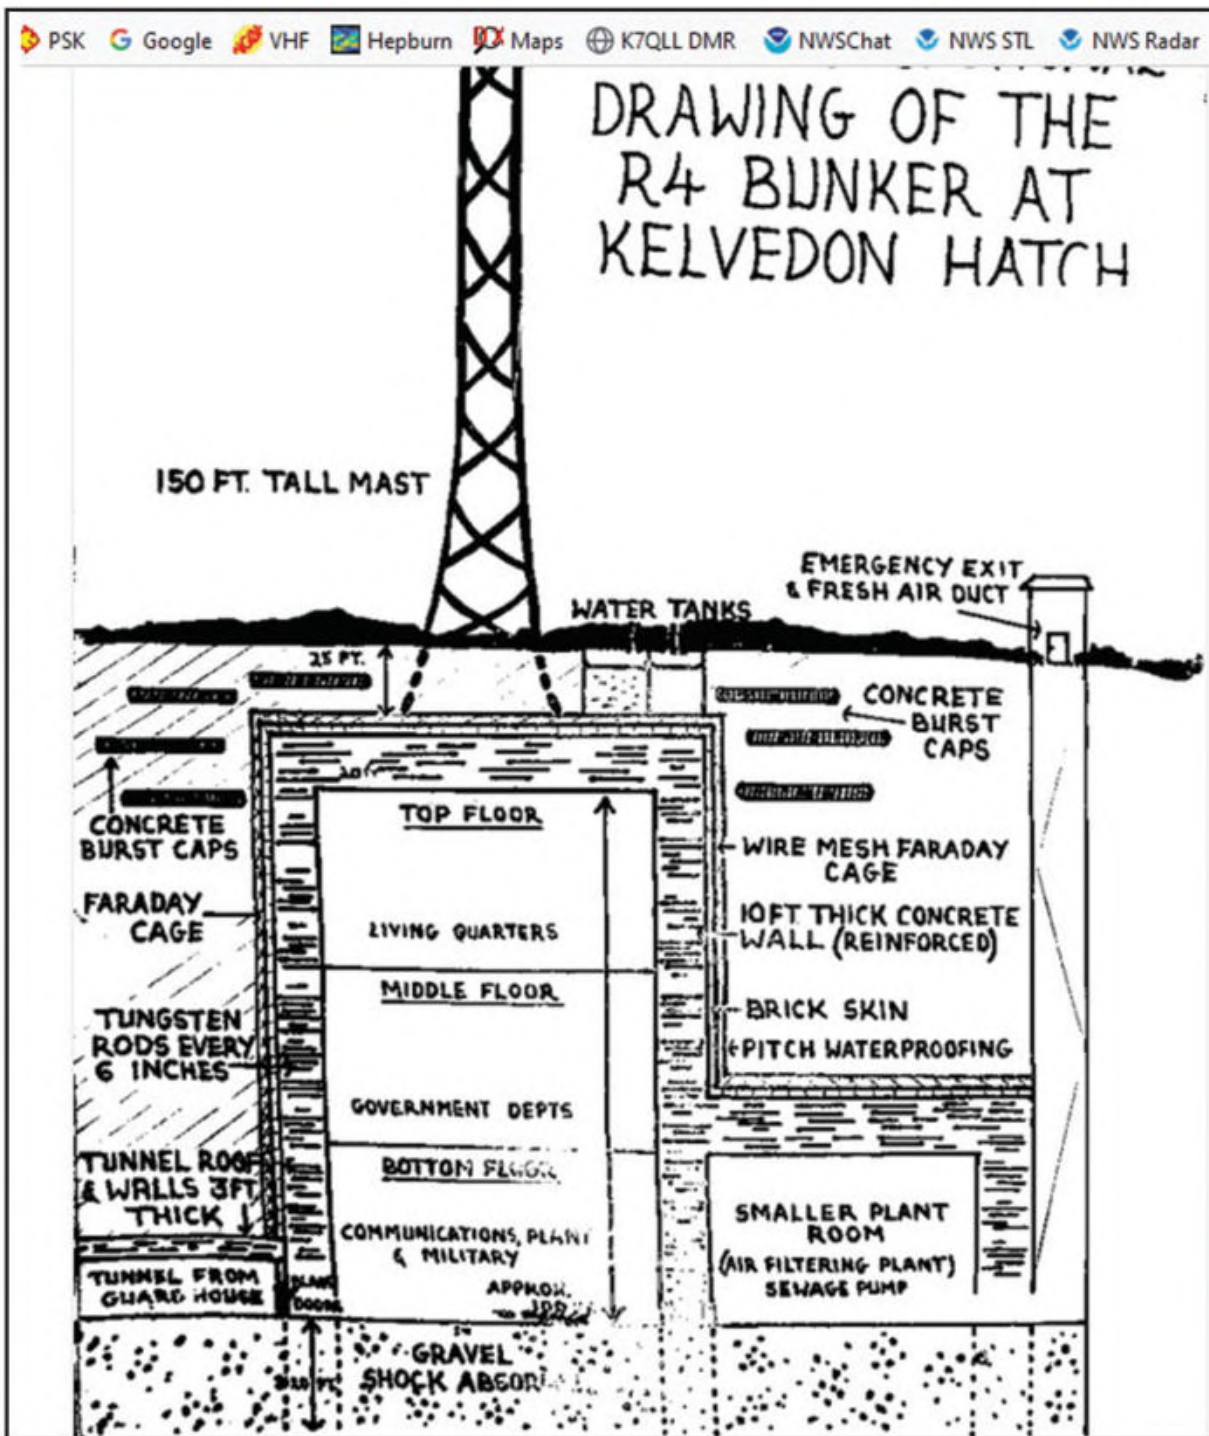 PSK Google VHF Hepburn Maps K7QLL DMR NWSChat NWS STL NWS Radar
DRAWING OF THE
R4 BUNKER AT
KELVEDON HATCH
150 FT. TALL MAST
EMERGENCY EXIT
& FRESH AIR DUCT
WATER TANKS
25 FT.
CONCRETE
BURST
CAPS
CONCRETE
BURST CAPS
TOP FLOOR
LIVING QUARTERS
WIRE MESH FARADAY
CAGE
FARADAY
CAGE
10FT THICK CONCRETE
WALL (REINFORCED)
MIDDLE FLOOR
GOVERNMENT DEPTS
BRICK SKIN
PITCH WATERPROOFING
TUNGSTEN
RODS EVERY
6 INCHES
TUNNEL ROOF
& WALLS 3FT
THICK
BOTTOM FLOOR
COMMUNICATIONS, PLANT
& MILITARY
APPROX.
SMALLER PLANT
ROOM
(AIR FILTERING PLANT)
SEWAGE PUMP
TUNNEL FROM
GUARD HOUSE
BLAST
DOORS
GRAVEL
SHOCK